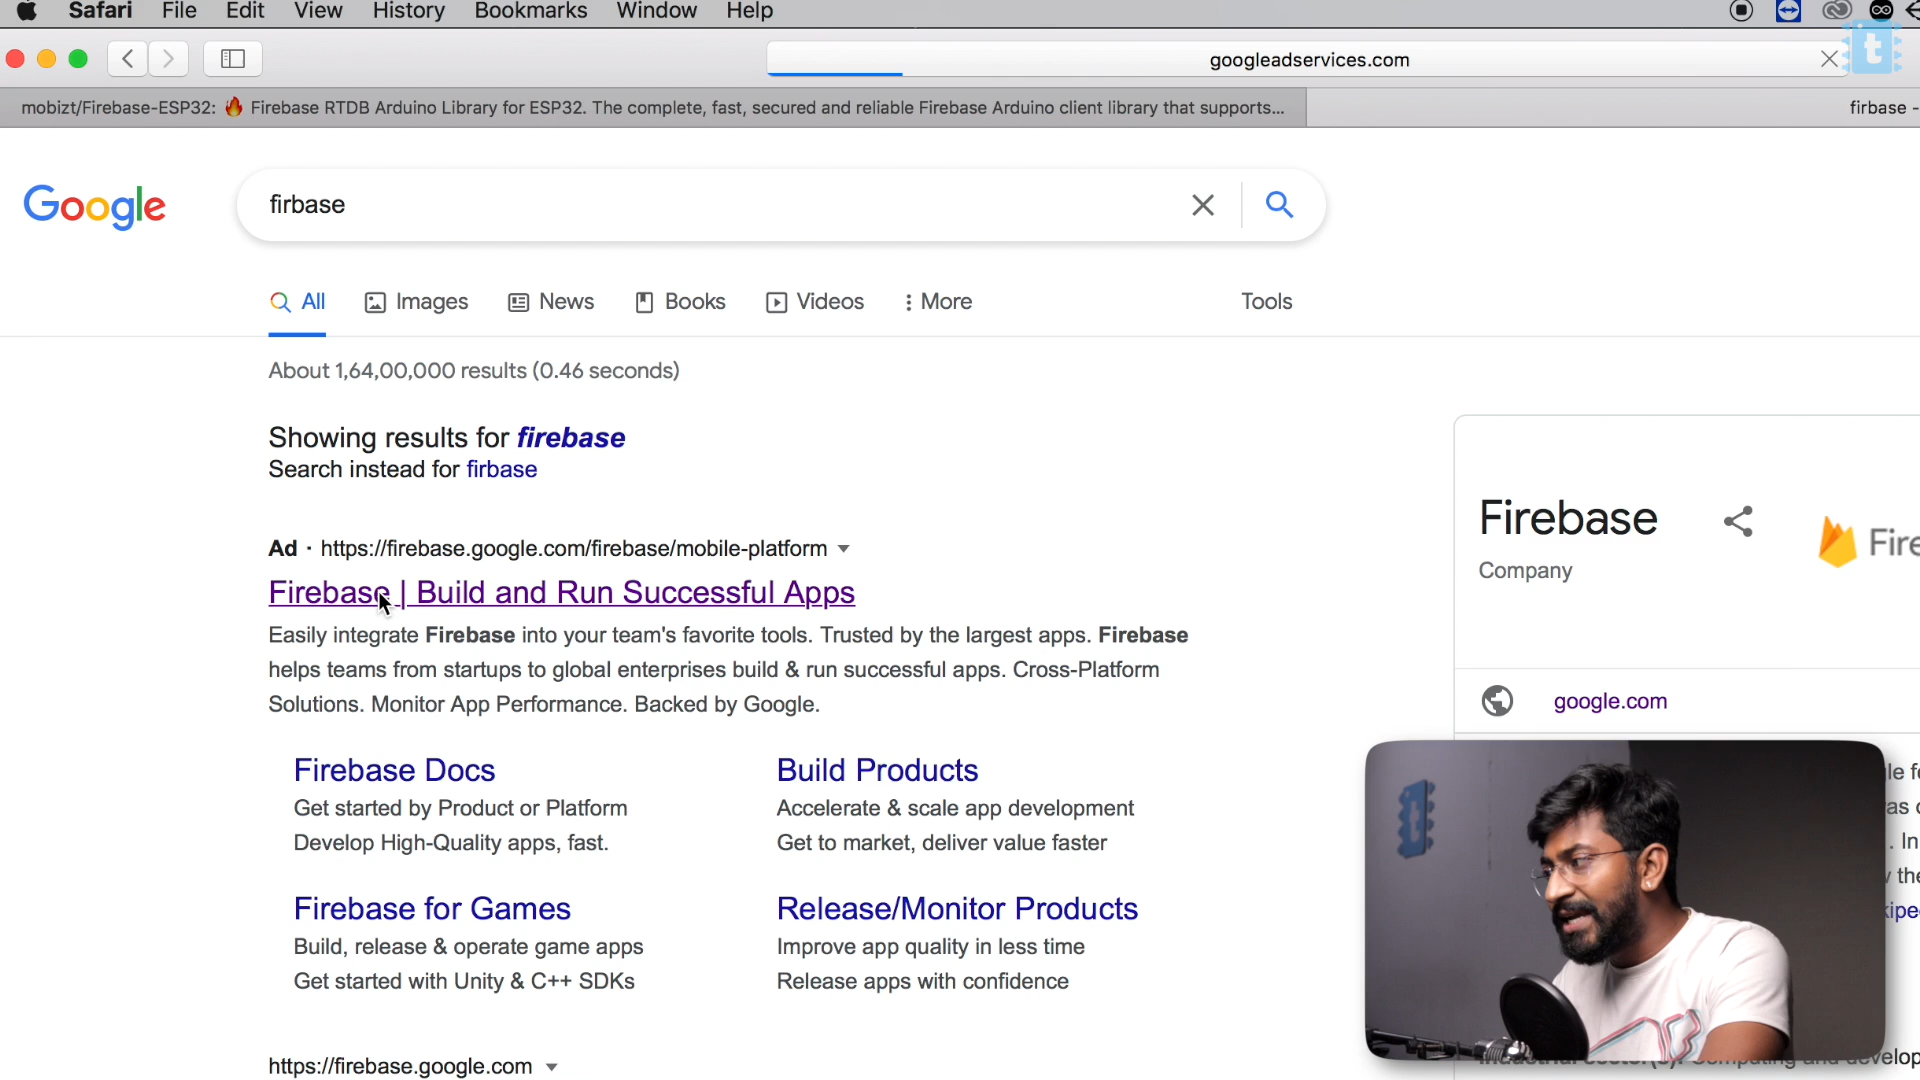 Safari File Edit View History Bookmarks Window Help
googleadservices.com
t
mobizt/Firebase-ESP32: 🔥 Firebase RTDB Arduino Library for ESP32. The complete, fast, secured and reliable Firebase Arduino client library that supports...
firbase -
Google
firbase
All Images News Books Videos More Tools
About 1,64,00,000 results (0.46 seconds)
Showing results for firebase
Search instead for firbase
Ad · https://firebase.google.com/firebase/mobile-platform
Firebase | Build and Run Successful Apps
Easily integrate Firebase into your team's favorite tools. Trusted by the largest apps. Firebase
helps teams from startups to global enterprises build & run successful apps. Cross-Platform
Solutions. Monitor App Performance. Backed by Google.
Firebase Docs
Get started by Product or Platform
Develop High-Quality apps, fast.
Build Products
Accelerate & scale app development
Get to market, deliver value faster
Firebase for Games
Build, release & operate game apps
Get started with Unity & C++ SDKs
Release/Monitor Products
Improve app quality in less time
Release apps with confidence
https://firebase.google.com
Firebase
Company
Fire
google.com